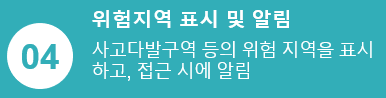 04
위험지역 표시 및 알림
사고다발구역 등의 위험 지역을 표시
하고, 접근 시에 알림